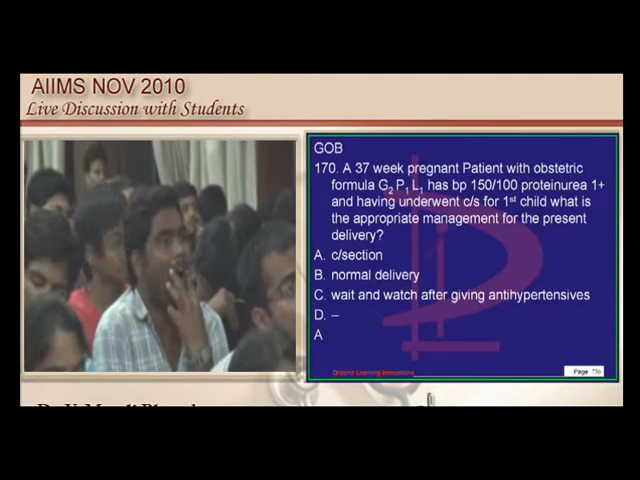 AIIMS NOV 2010
Live Discussion with Students
GOB
170. A 37 week pregnant Patient with obstetric
formula G2 P1 L1 has bp 150/100 proteinurea 1+
and having underwent c/s for 1st child what is
the appropriate management for the present
delivery?
A. c/section
B. normal delivery
C. wait and watch after giving antihypertensives
D. –
A
Page 750